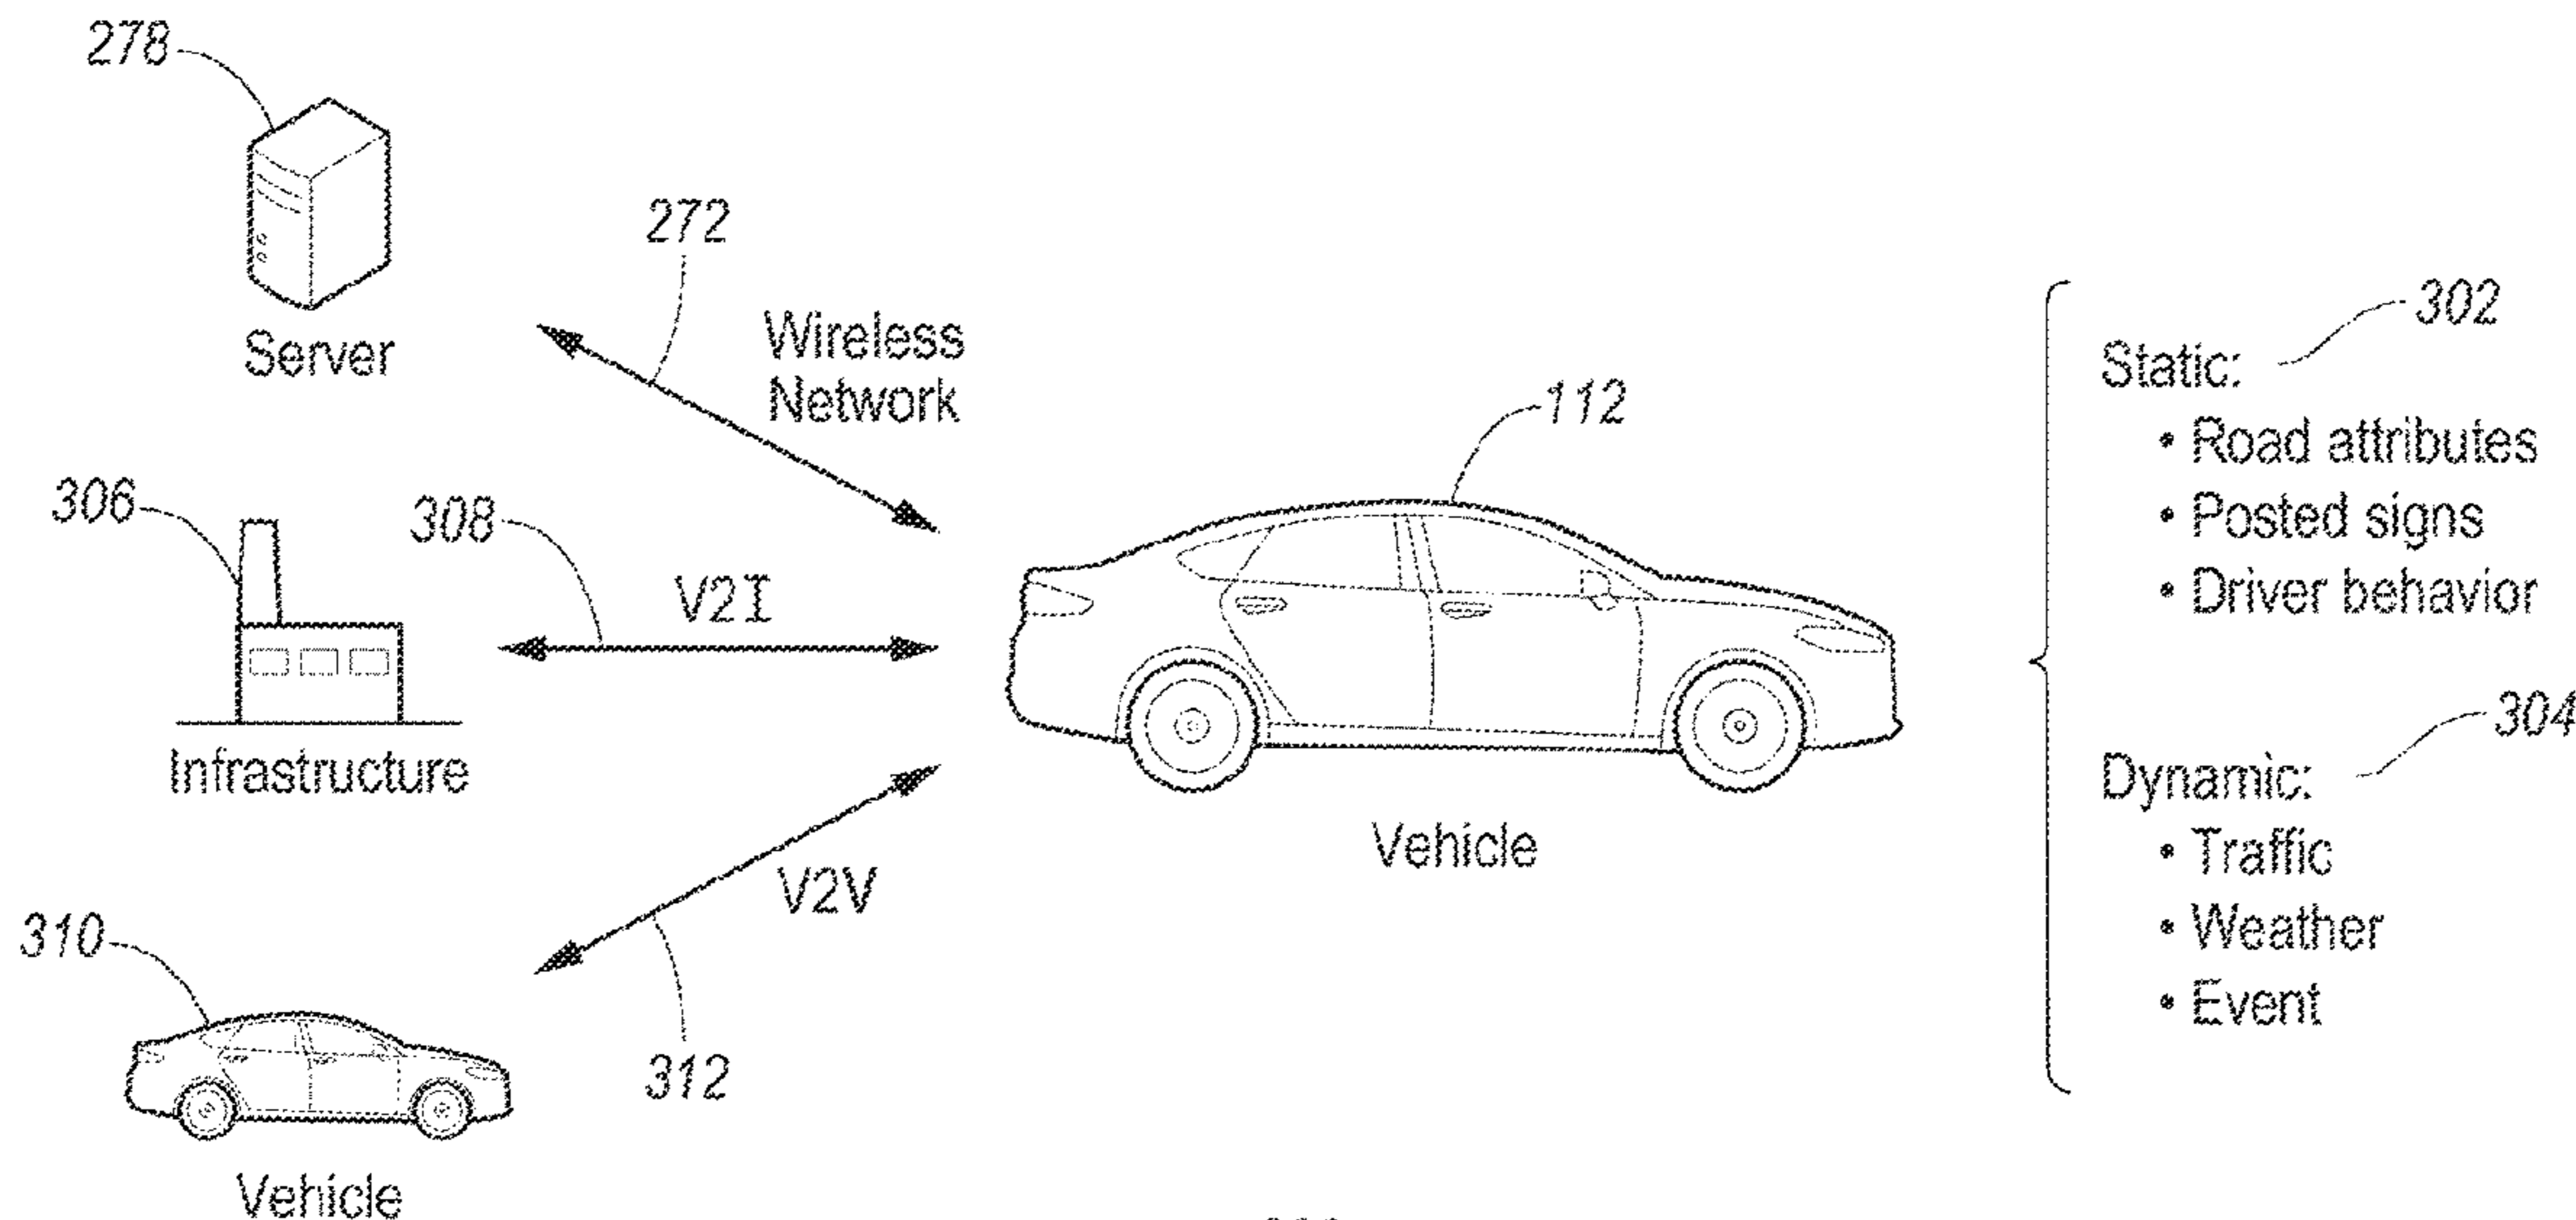 278
Server
272
Wireless
Network
306
308
V2I
Infrastructure
310
V2V
312
Vehicle
112
Vehicle
302
Static:
• Road attributes
• Posted signs
• Driver behavior
304
Dynamic:
• Traffic
• Weather
• Event